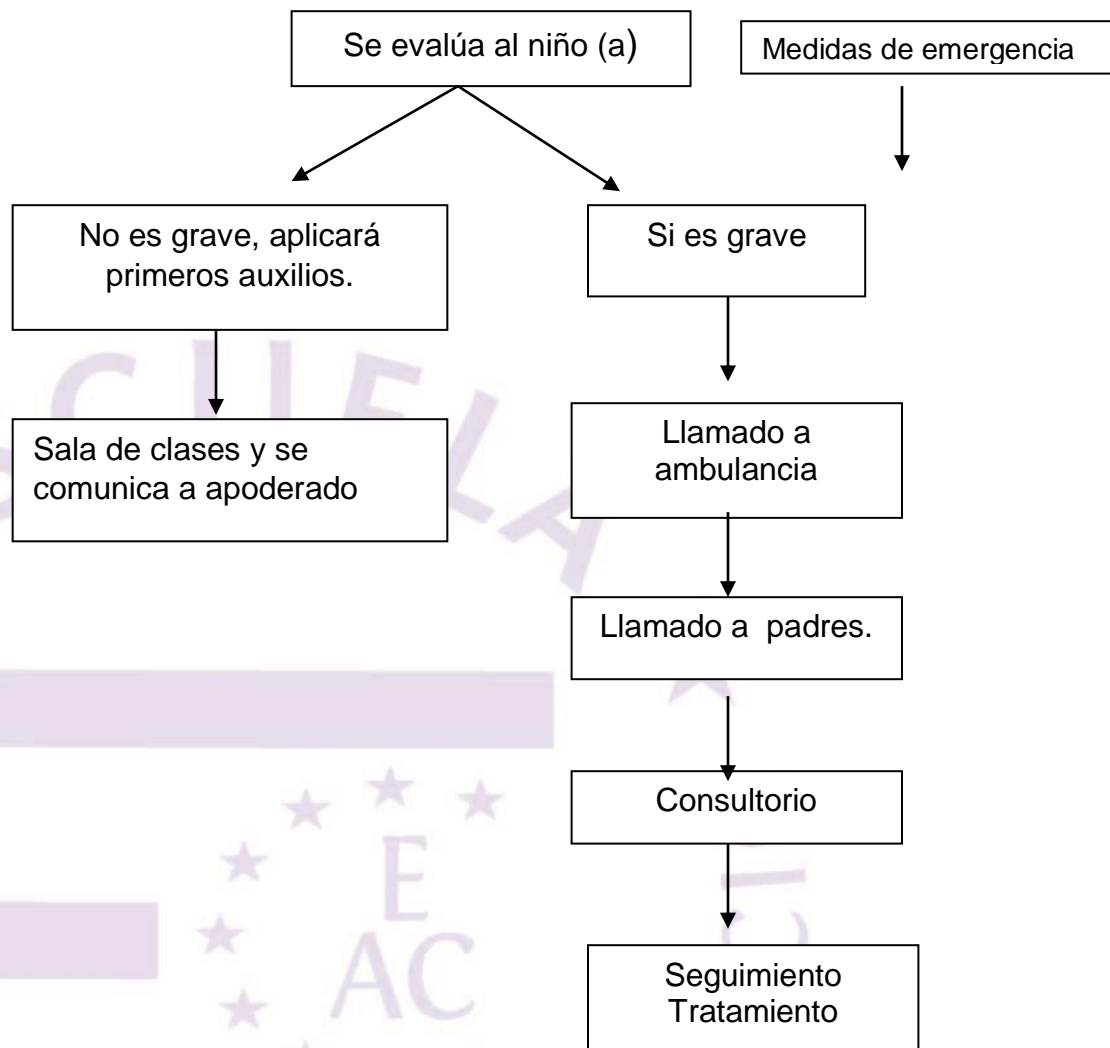 Se evalúa al niño (a)
Medidas de emergencia
No es grave, aplicará
primeros auxilios.
Si es grave
Sala de clases y se
comunica a apoderado
Llamado a
ambulancia
Llamado a padres.
Consultorio
Seguimiento
Tratamiento
E
AC